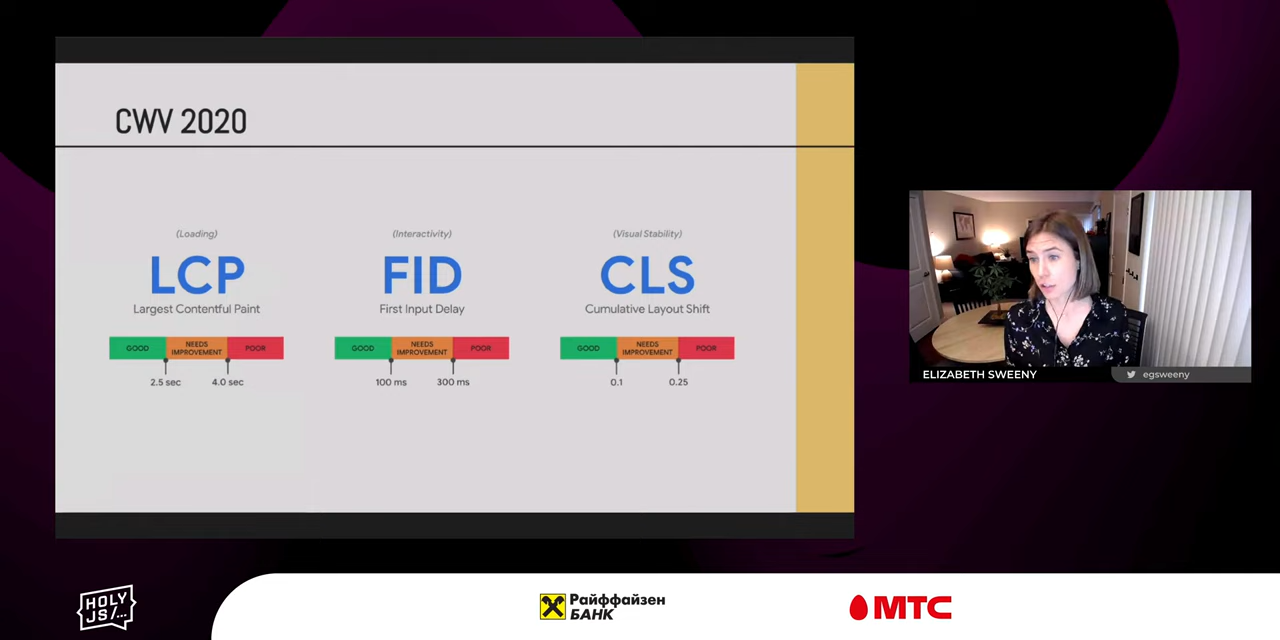 CWV 2020
(Loading)
LCP
Largest Contentful Paint
GOOD
NEEDS
IMPROVEMENT
POOR
2.5 sec
4.0 sec
(Interactivity)
FID
First Input Delay
GOOD
NEEDS
IMPROVEMENT
POOR
100 ms
300 ms
(Visual Stability)
CLS
Cumulative Layout Shift
GOOD
NEEDS
IMPROVEMENT
POOR
0.1
0.25
ELIZABETH SWEENY
egsweeny
HOLY
JS/...
Райффайзен
БАНК
МТС